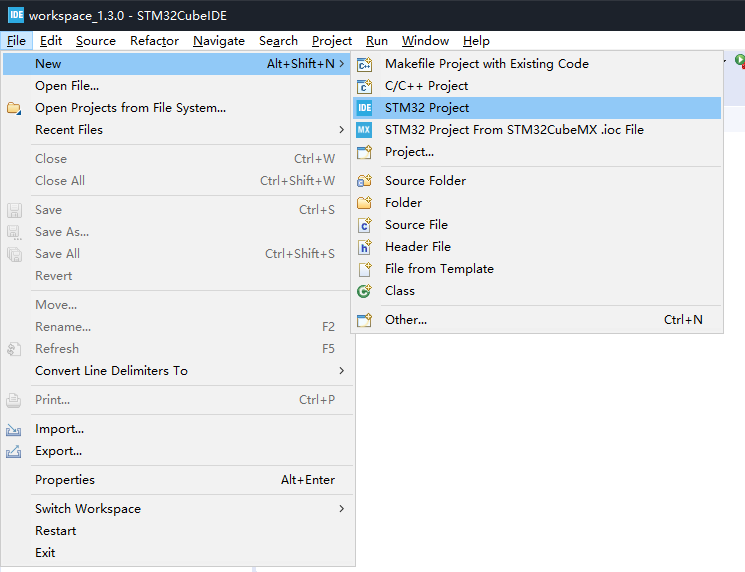 IDE workspace_1.3.0 - STM32CubeIDE
File Edit Source Refactor Navigate Search Project Run Window Help
New Alt+Shift+N
Open File...
Open Projects from File System...
Recent Files
Close Ctrl+W
Close All Ctrl+Shift+W
Save Ctrl+S
Save As...
Save All Ctrl+Shift+S
Revert
Move...
Rename... F2
Refresh F5
Convert Line Delimiters To
Print... Ctrl+P
Import...
Export...
Properties Alt+Enter
Switch Workspace
Restart
Exit
Makefile Project with Existing Code
C/C++ Project
IDE STM32 Project
MX STM32 Project From STM32CubeMX .ioc File
Project...
Source Folder
Folder
Source File
Header File
File from Template
Class
Other... Ctrl+N